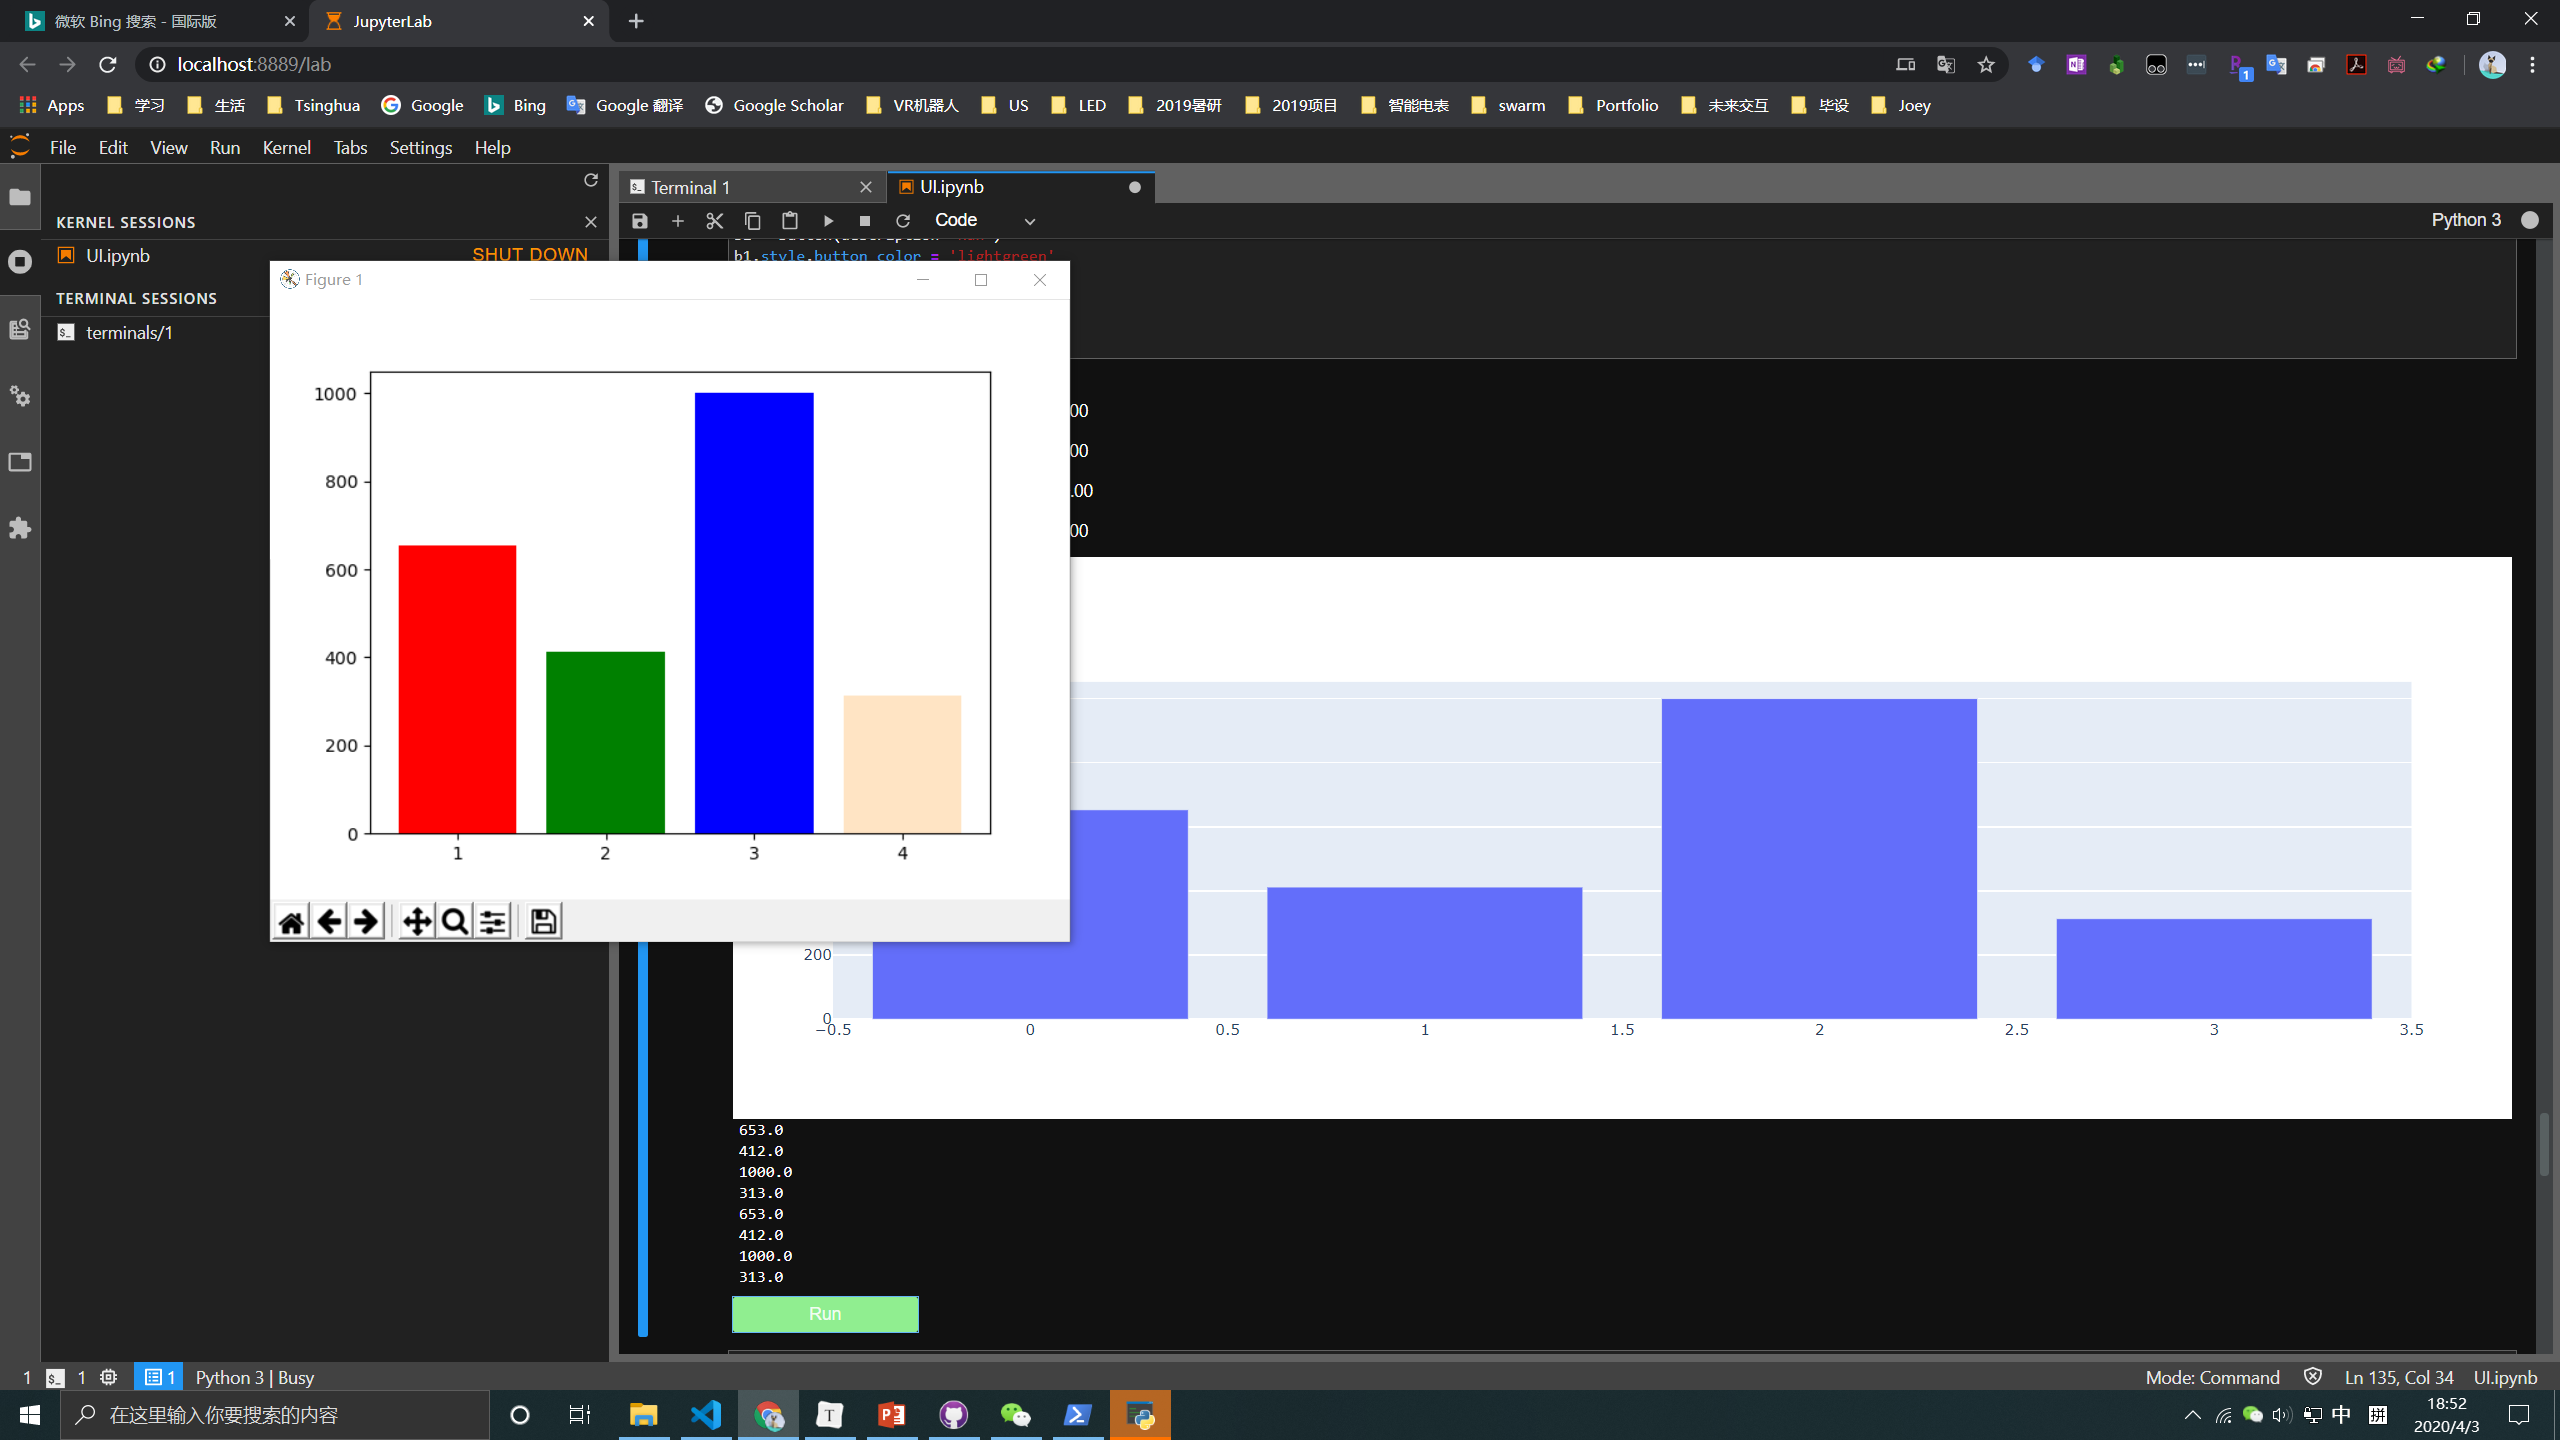 微软 Bing 搜索 - 国际版
JupyterLab
localhost:8889/lab
Apps 学习 生活 Tsinghua Google Bing Google 翻译 Google Scholar VR机器人 US LED 2019暑研 2019项目 智能电表 swarm Portfolio 未来交互 毕设 Joey
File Edit View Run Kernel Tabs Settings Help
Terminal 1
UI.ipynb
Code
Python 3
KERNEL SESSIONS
UI.ipynb
SHUT DOWN
TERMINAL SESSIONS
terminals/1
b1.style.button_color = 'lightgreen'
Figure 1
1000
800
600
400
200
0
1 2 3 4
00
00
.00
00
200
0
−0.5 0 0.5 1 1.5 2 2.5 3 3.5
653.0
412.0
1000.0
313.0
653.0
412.0
1000.0
313.0
Run
1 1 1 Python 3 | Busy
Mode: Command Ln 135, Col 34 UI.ipynb
在这里输入你要搜索的内容
中 拼
18:52
2020/4/3